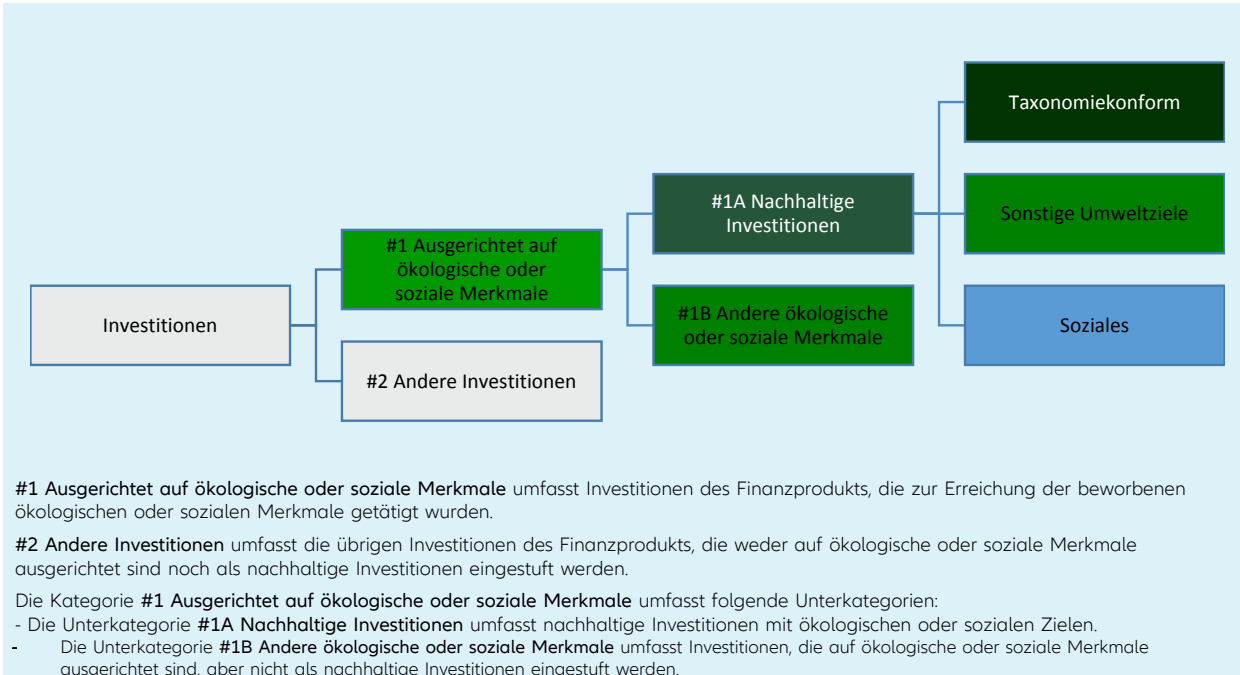 Taxonomiekonform
#1A Nachhaltige
Investitionen
Sonstige Umweltziele
#1 Ausgerichtet auf
ökologische oder
soziale Merkmale
Investitionen
#1B Andere ökologische
oder soziale Merkmale
Soziales
#2 Andere Investitionen
#1 Ausgerichtet auf ökologische oder soziale Merkmale umfasst Investitionen des Finanzprodukts, die zur Erreichung der beworbenen
ökologischen oder sozialen Merkmale getätigt wurden.
#2 Andere Investitionen umfasst die übrigen Investitionen des Finanzprodukts, die weder auf ökologische oder soziale Merkmale
ausgerichtet sind noch als nachhaltige Investitionen eingestuft werden.
Die Kategorie #1 Ausgerichtet auf ökologische oder soziale Merkmale umfasst folgende Unterkategorien:
- Die Unterkategorie #1A Nachhaltige Investitionen umfasst nachhaltige Investitionen mit ökologischen oder sozialen Zielen.
- Die Unterkategorie #1B Andere ökologische oder soziale Merkmale umfasst Investitionen, die auf ökologische oder soziale Merkmale
ausgerichtet sind, aber nicht als nachhaltige Investitionen eingestuft werden.